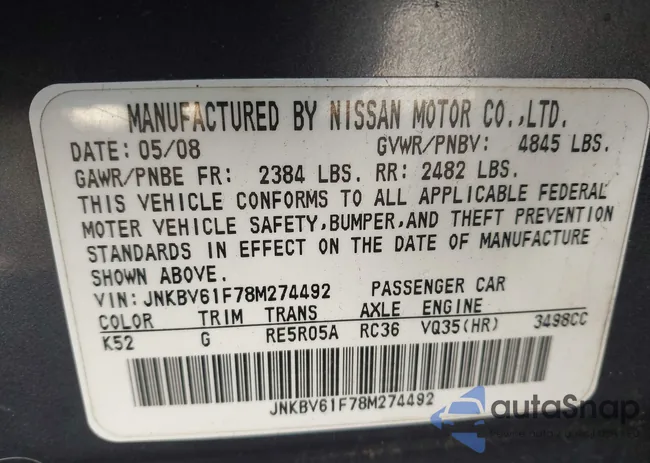 MANUFACTURED BY NISSAN MOTOR CO.,LTD.
DATE: 05/08 GVWR/PNBV: 4845 LBS.
GAWR/PNBE FR: 2384 LBS. RR: 2482 LBS.
THIS VEHICLE CONFORMS TO ALL APPLICABLE FEDERAL
MOTER VEHICLE SAFETY,BUMPER,AND THEFT PREVENTION
STANDARDS IN EFFECT ON THE DATE OF MANUFACTURE
SHOWN ABOVE.
VIN: JNKBV61F78M274492 PASSENGER CAR
COLOR TRIM TRANS AXLE ENGINE
K52 G RE5R05A RC36 VQ35(HR) 3498CC
JNKBV61F78M274492
autoSnap